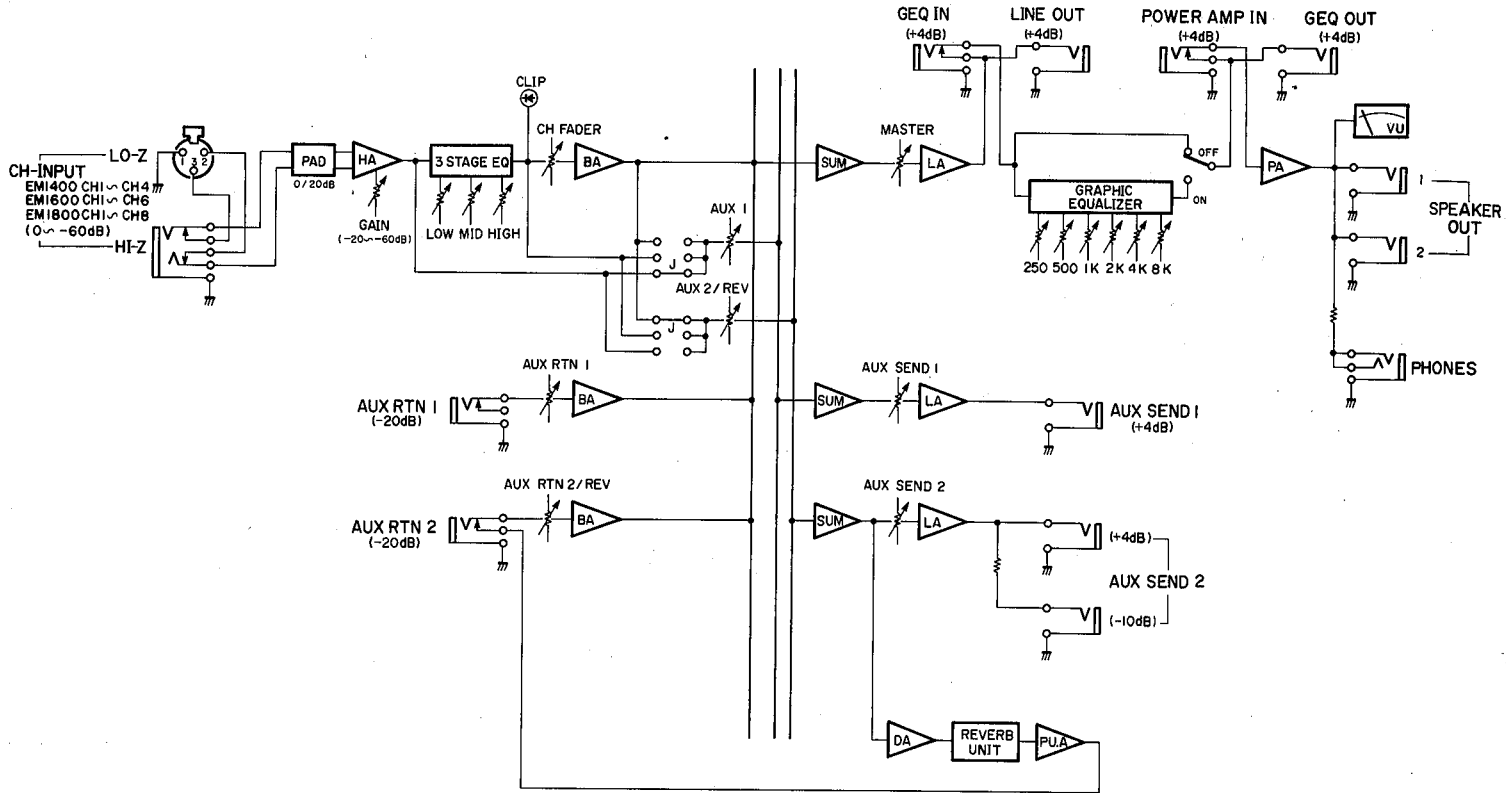 GEQ IN
(+4dB)
LINE OUT
(+4dB)
POWER AMP IN
(+4dB)
GEQ OUT
(+4dB)
CLIP
CH FADER
MASTER
VU
LO-Z
1 3 2
CH-INPUT
EMI400 CH1~CH4
EMI600 CH1~CH6
EMI800 CH1~CH8
(0~ -60dB)
HI-Z
PAD
0/20dB
HA
GAIN
(-20~-60dB)
3 STAGE EQ
LOW MID HIGH
BA
SUM
LA
OFF
ON
GRAPHIC
EQUALIZER
250 500 1K 2K 4K 8K
PA
1
SPEAKER
OUT
2
AUX 1
J
AUX 2/REV
J
PHONES
AUX RTN 1
(-20dB)
AUX RTN 1
BA
SUM
AUX SEND 1
LA
AUX SEND 1
(+4dB)
AUX RTN 2
(-20dB)
AUX RTN 2/REV
BA
SUM
AUX SEND 2
LA
(+4dB)
AUX SEND 2
(-10dB)
DA
REVERB
UNIT
PU.A